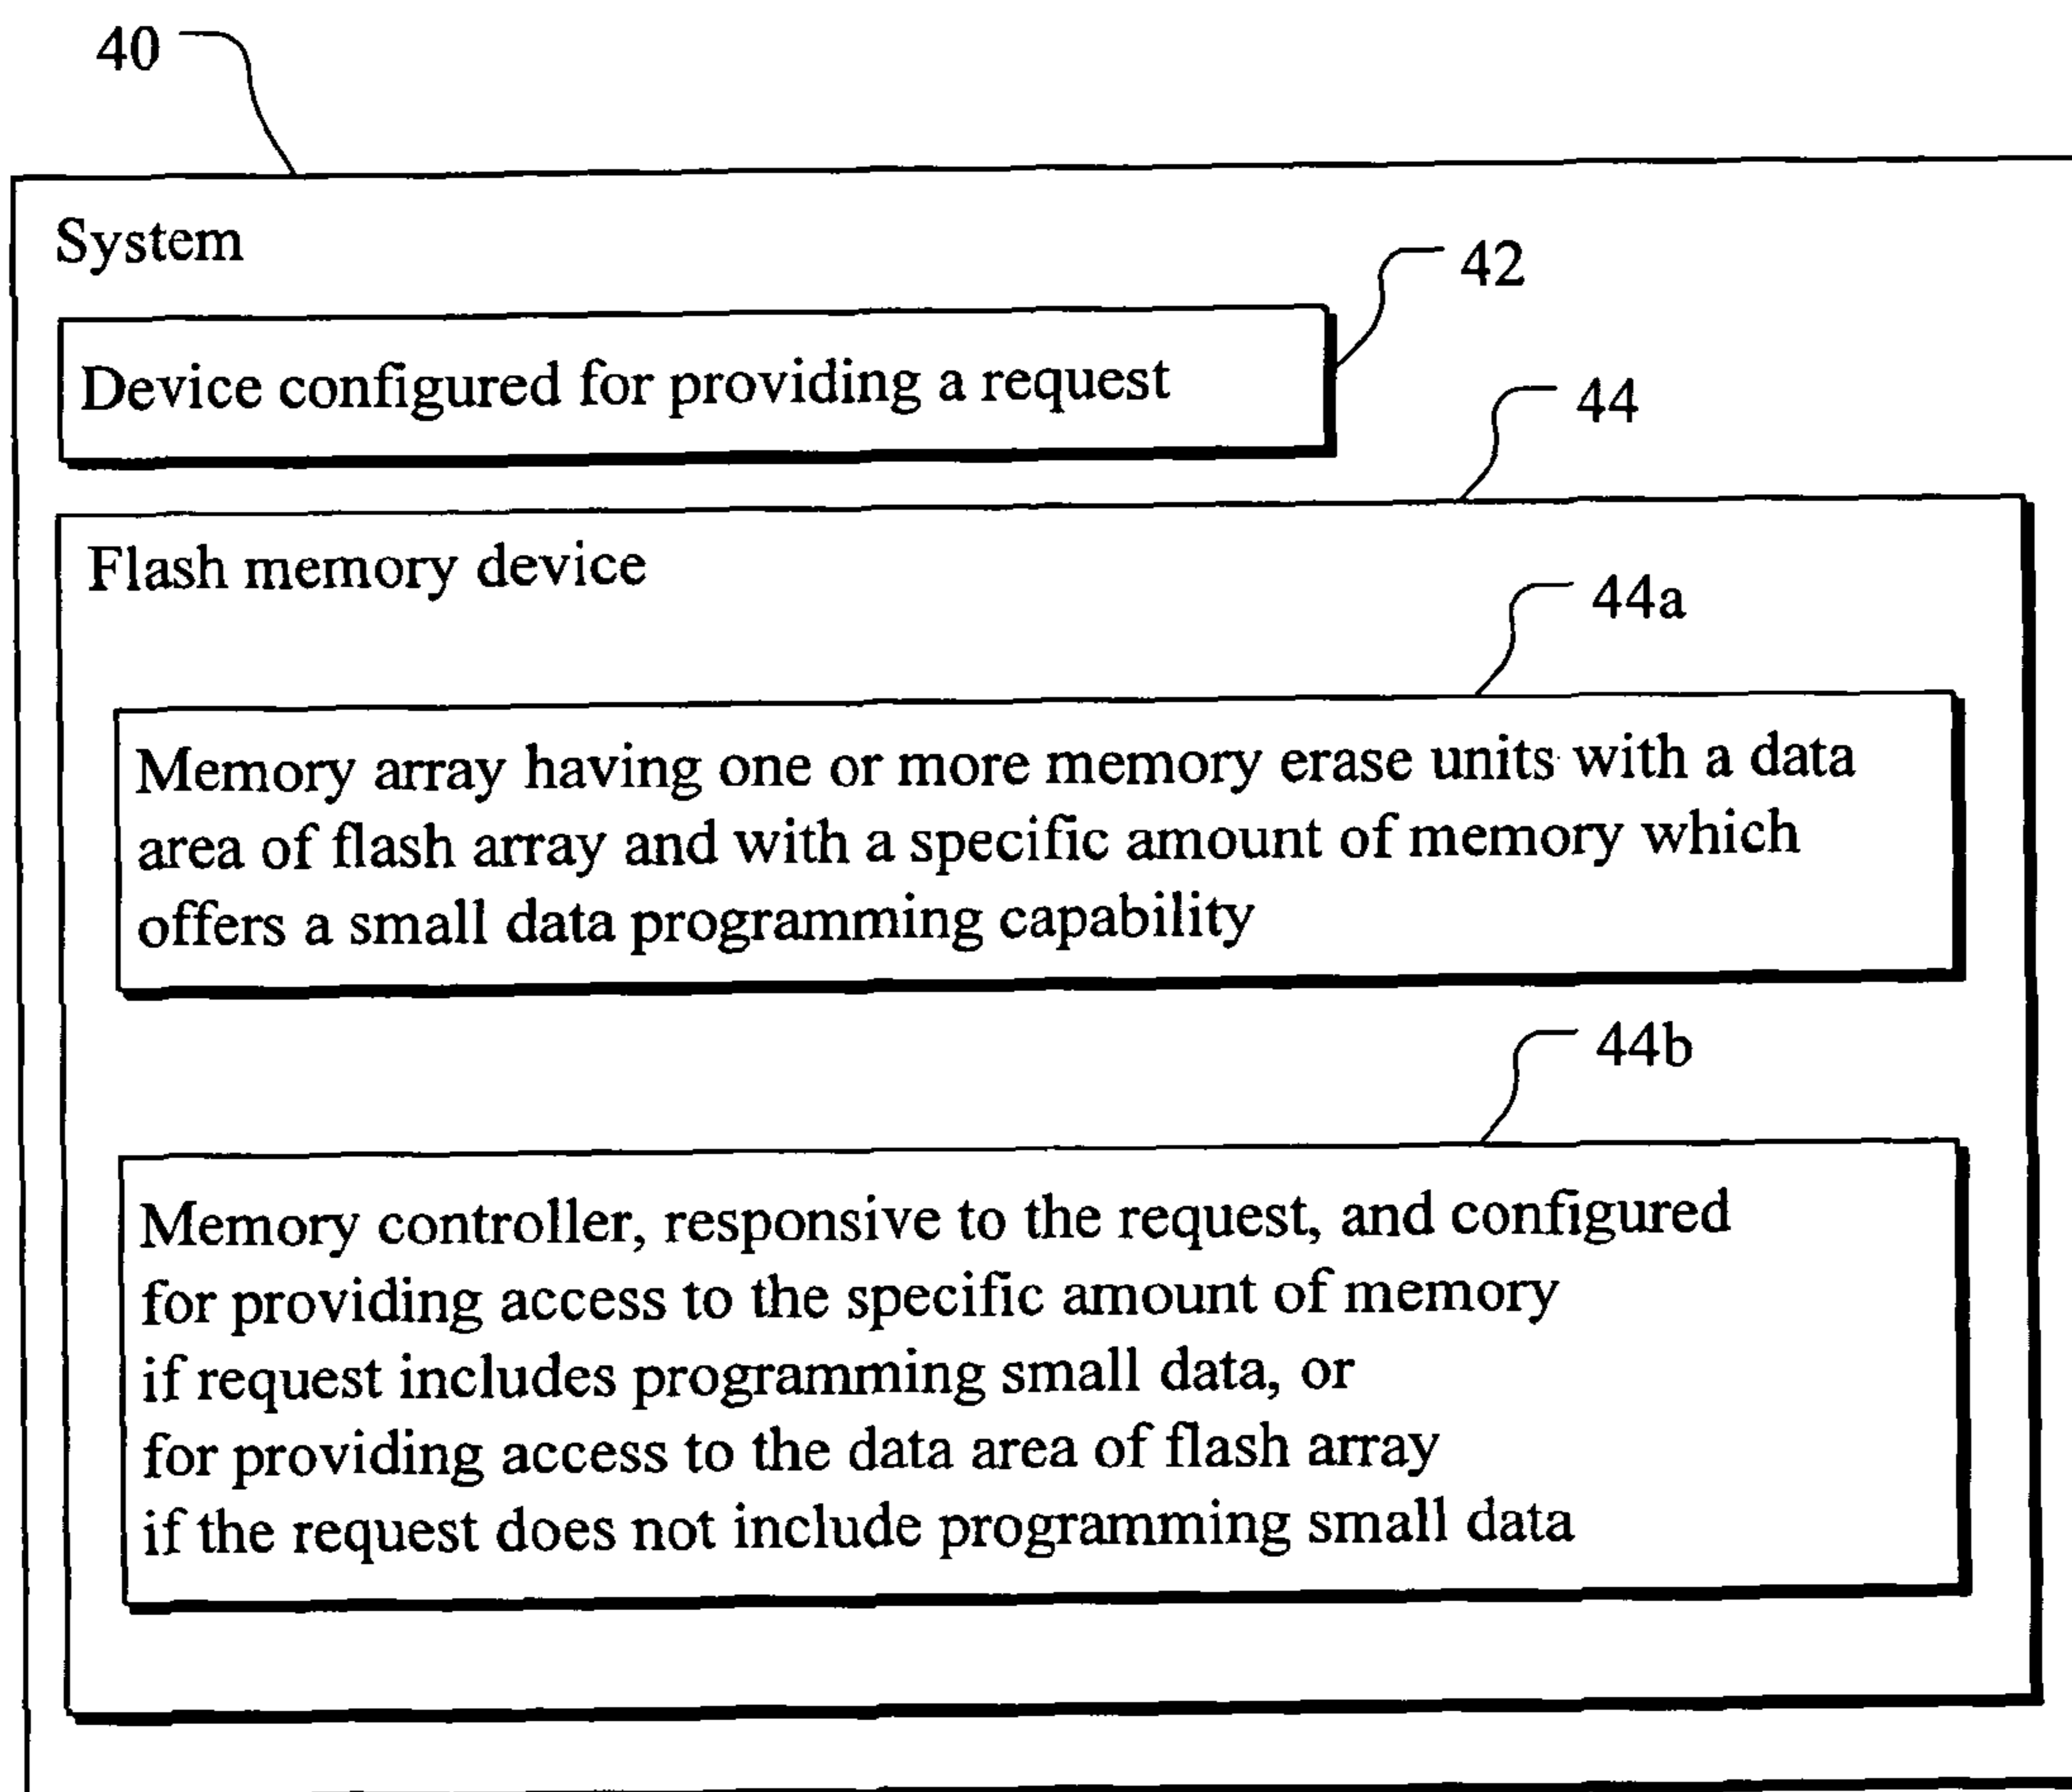 40
System
42
Device configured for providing a request
44
Flash memory device
44a
Memory array having one or more memory erase units with a data
area of flash array and with a specific amount of memory which
offers a small data programming capability
44b
Memory controller, responsive to the request, and configured
for providing access to the specific amount of memory
if request includes programming small data, or
for providing access to the data area of flash array
if the request does not include programming small data